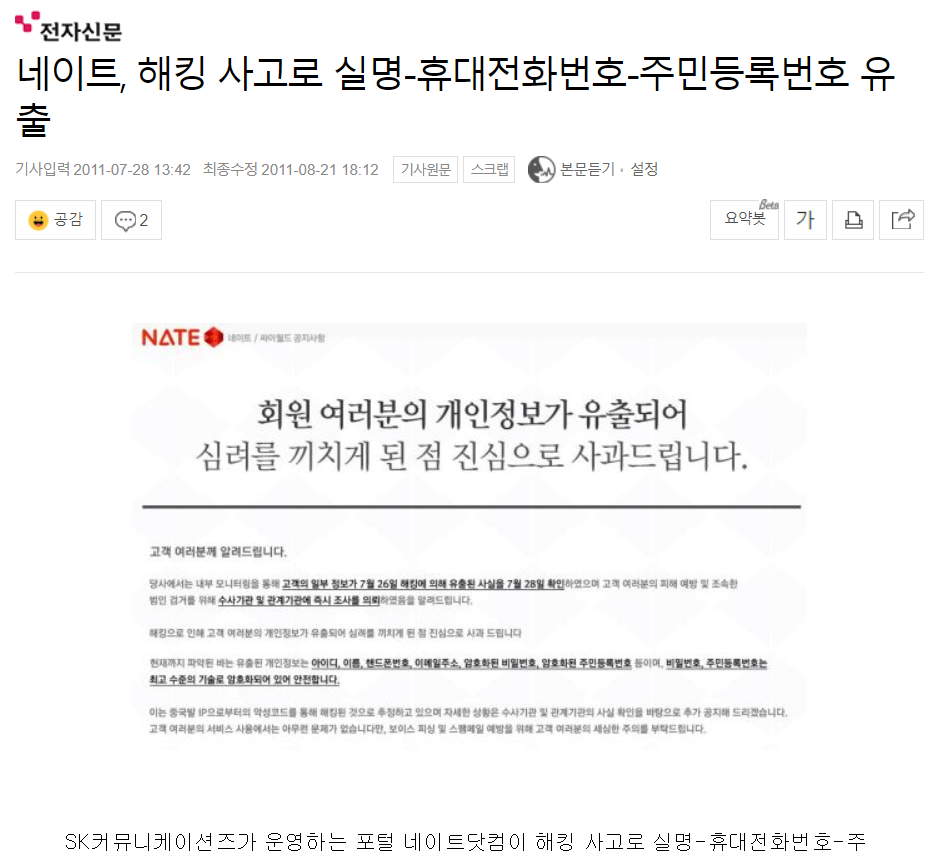 전자신문
네이트, 해킹 사고로 실명-휴대전화번호-주민등록번호 유
출
기사입력 2011-07-28 13:42 최종수정 2011-08-21 18:12 기사원문 스크랩 본문듣기 · 설정
공감 2 요약봇 Beta 가
NATE 네이트 / 싸이월드 공지사항
회원 여러분의 개인정보가 유출되어
심려를 끼치게 된 점 진심으로 사과드립니다.
고객 여러분께 알려드립니다.
당사에서는 내부 모니터링을 통해 고객의 일부 정보가 7월 26일 해킹에 의해 유출된 사실을 7월 28일 확인하였으며 고객 여러분의 피해 예방 및 조속한
범인 검거를 위해 수사기관 및 관계기관에 즉시 조사를 의뢰하였음을 알려드립니다.
해킹으로 인해 고객 여러분의 개인정보가 유출되어 심려를 끼치게 된 점 진심으로 사과 드립니다
현재까지 파악된 바는 유출된 개인정보는 아이디, 이름, 핸드폰번호, 이메일주소, 암호화된 비밀번호, 암호화된 주민등록번호 등이며, 비밀번호, 주민등록번호는
최고 수준의 기술로 암호화되어 있어 안전합니다.
이는 중국발 IP으로부터의 악성코드를 통해 해킹된 것으로 추정하고 있으며 자세한 상황은 수사기관 및 관계기관의 사실 확인을 바탕으로 추가 공지해 드리겠습니다.
고객 여러분의 서비스 사용에서는 아무런 문제가 없습니다만, 보이스 피싱 및 스팸메일 예방을 위해 고객 여러분의 세심한 주의를 부탁드립니다.
SK커뮤니케이션즈가 운영하는 포털 네이트닷컴이 해킹 사고로 실명-휴대전화번호-주